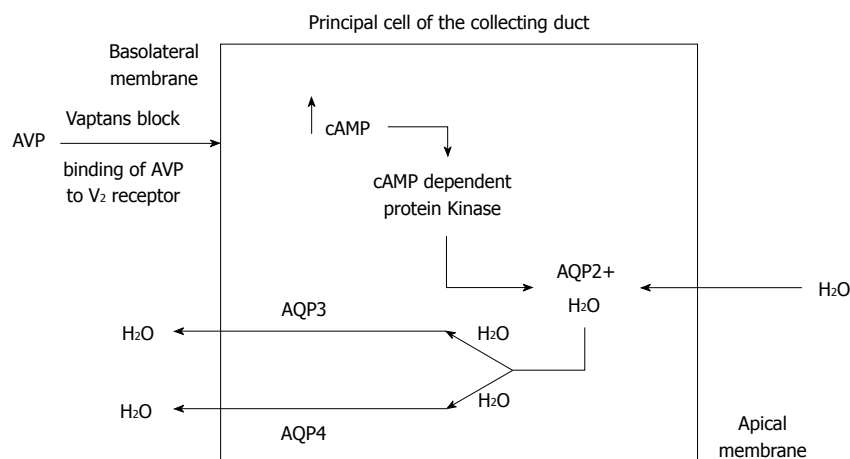 Principal cell of the collecting duct
Basolateral
membrane
Vaptans block
AVP
binding of AVP
to V₂ receptor
cAMP
cAMP dependent
protein Kinase
AQP2+
H₂O
H₂O
AQP3
H₂O
H₂O
H₂O
H₂O
AQP4
Apical
membrane